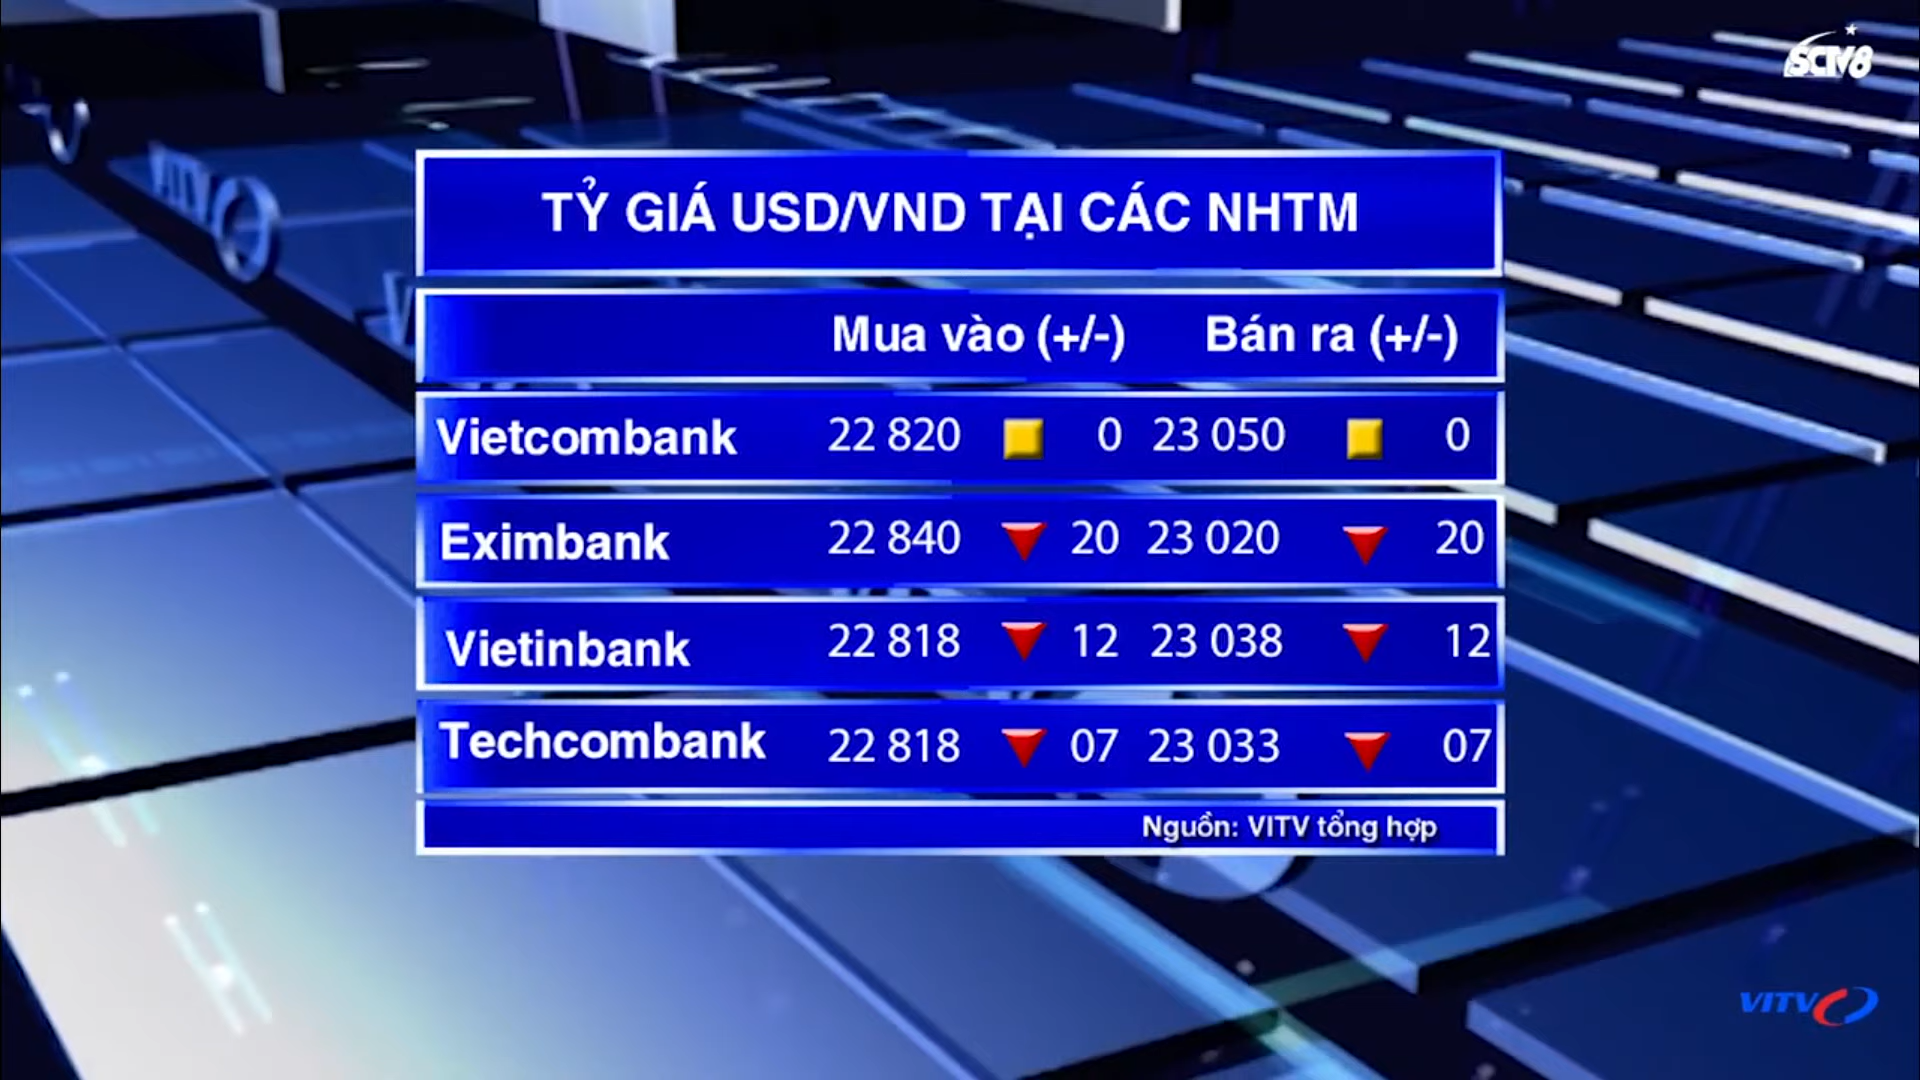 SCTV8
VITV
TỶ GIÁ USD/VND TẠI CÁC NHTM
Mua vào (+/-) Bán ra (+/-)
Vietcombank 22 820 0 23 050 0
Eximbank 22 840 20 23 020 20
Vietinbank 22 818 12 23 038 12
Techcombank 22 818 07 23 033 07
Nguồn: VITV tổng hợp
VITV